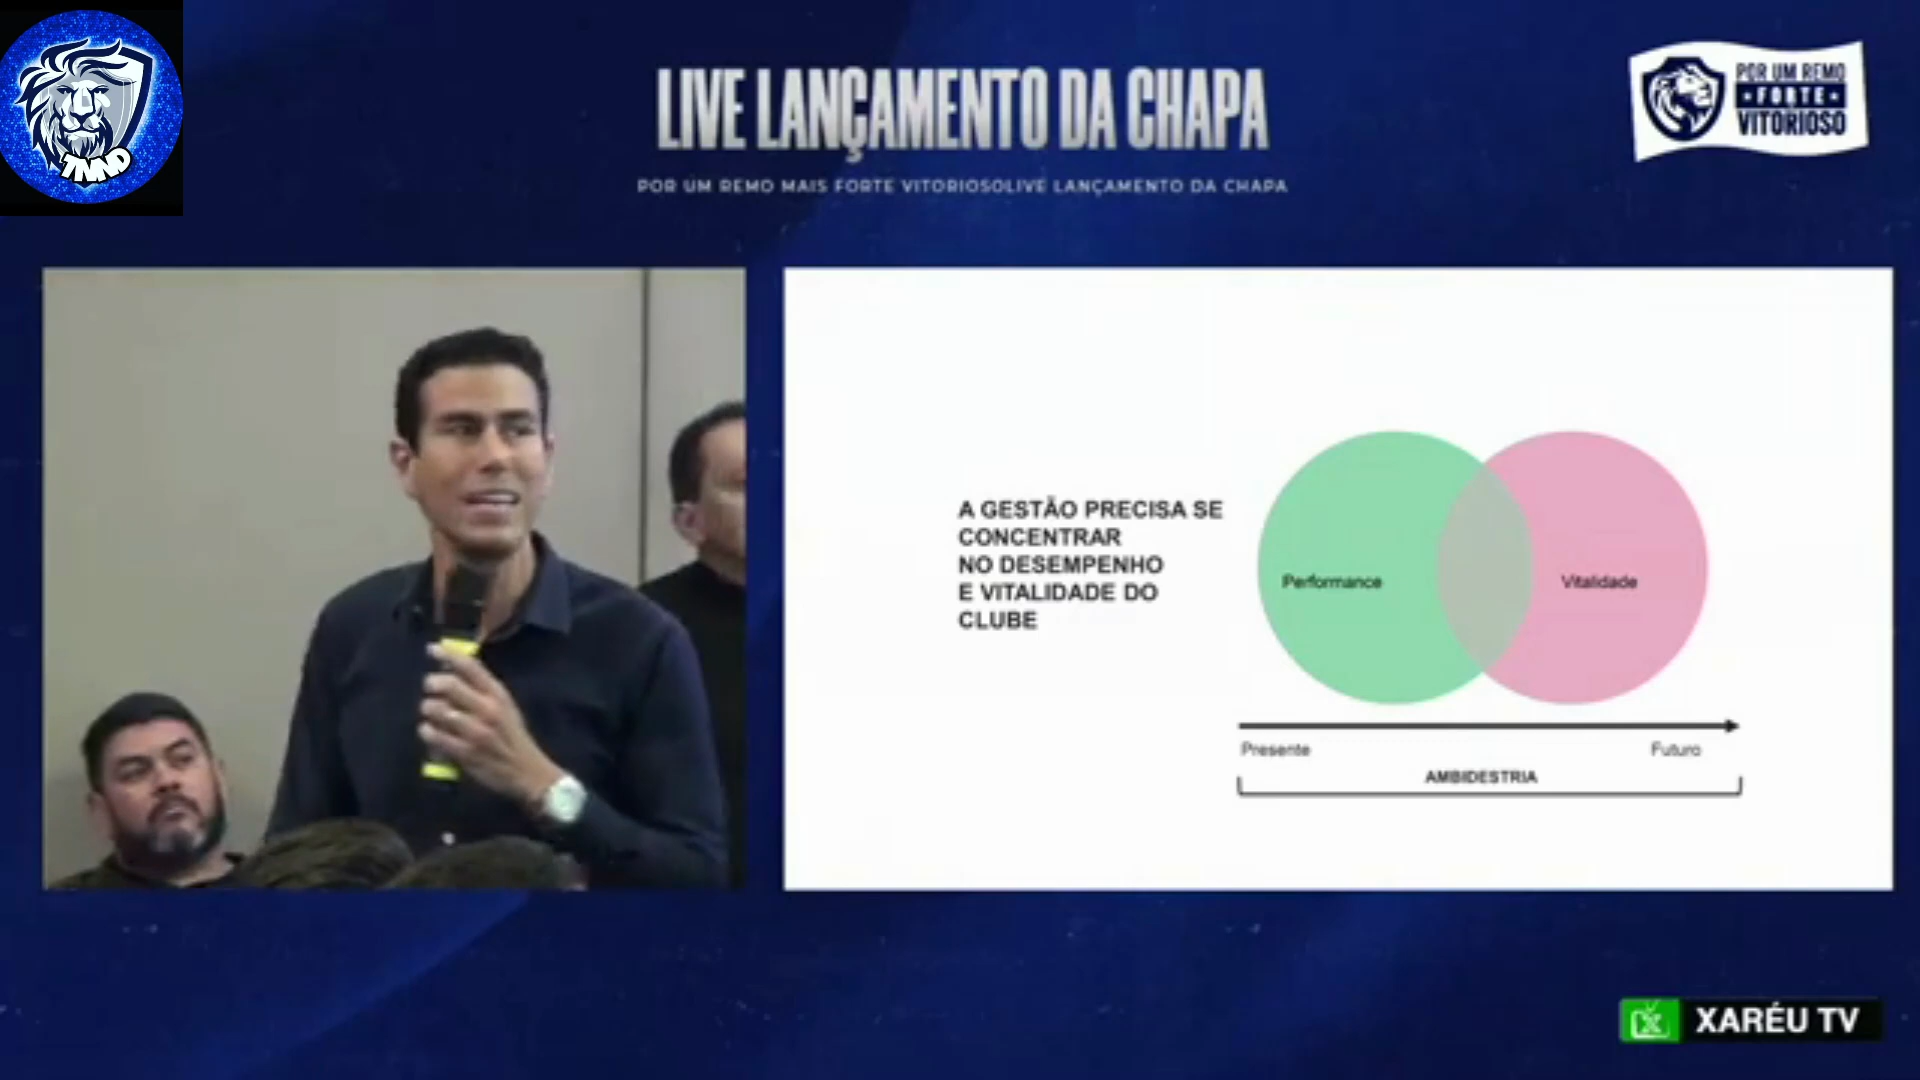 LIVE LANÇAMENTO DA CHAPA
POR UM REMO MAIS FORTE VITORIOSOLIVE LANÇAMENTO DA CHAPA
POR UM REMO
FORTE
VITORIOSO
A GESTÃO PRECISA SE
CONCENTRAR
NO DESEMPENHO
E VITALIDADE DO
CLUBE
Performance
Vitalidade
Presente
Futuro
AMBIDESTRIA
XARÉU TV